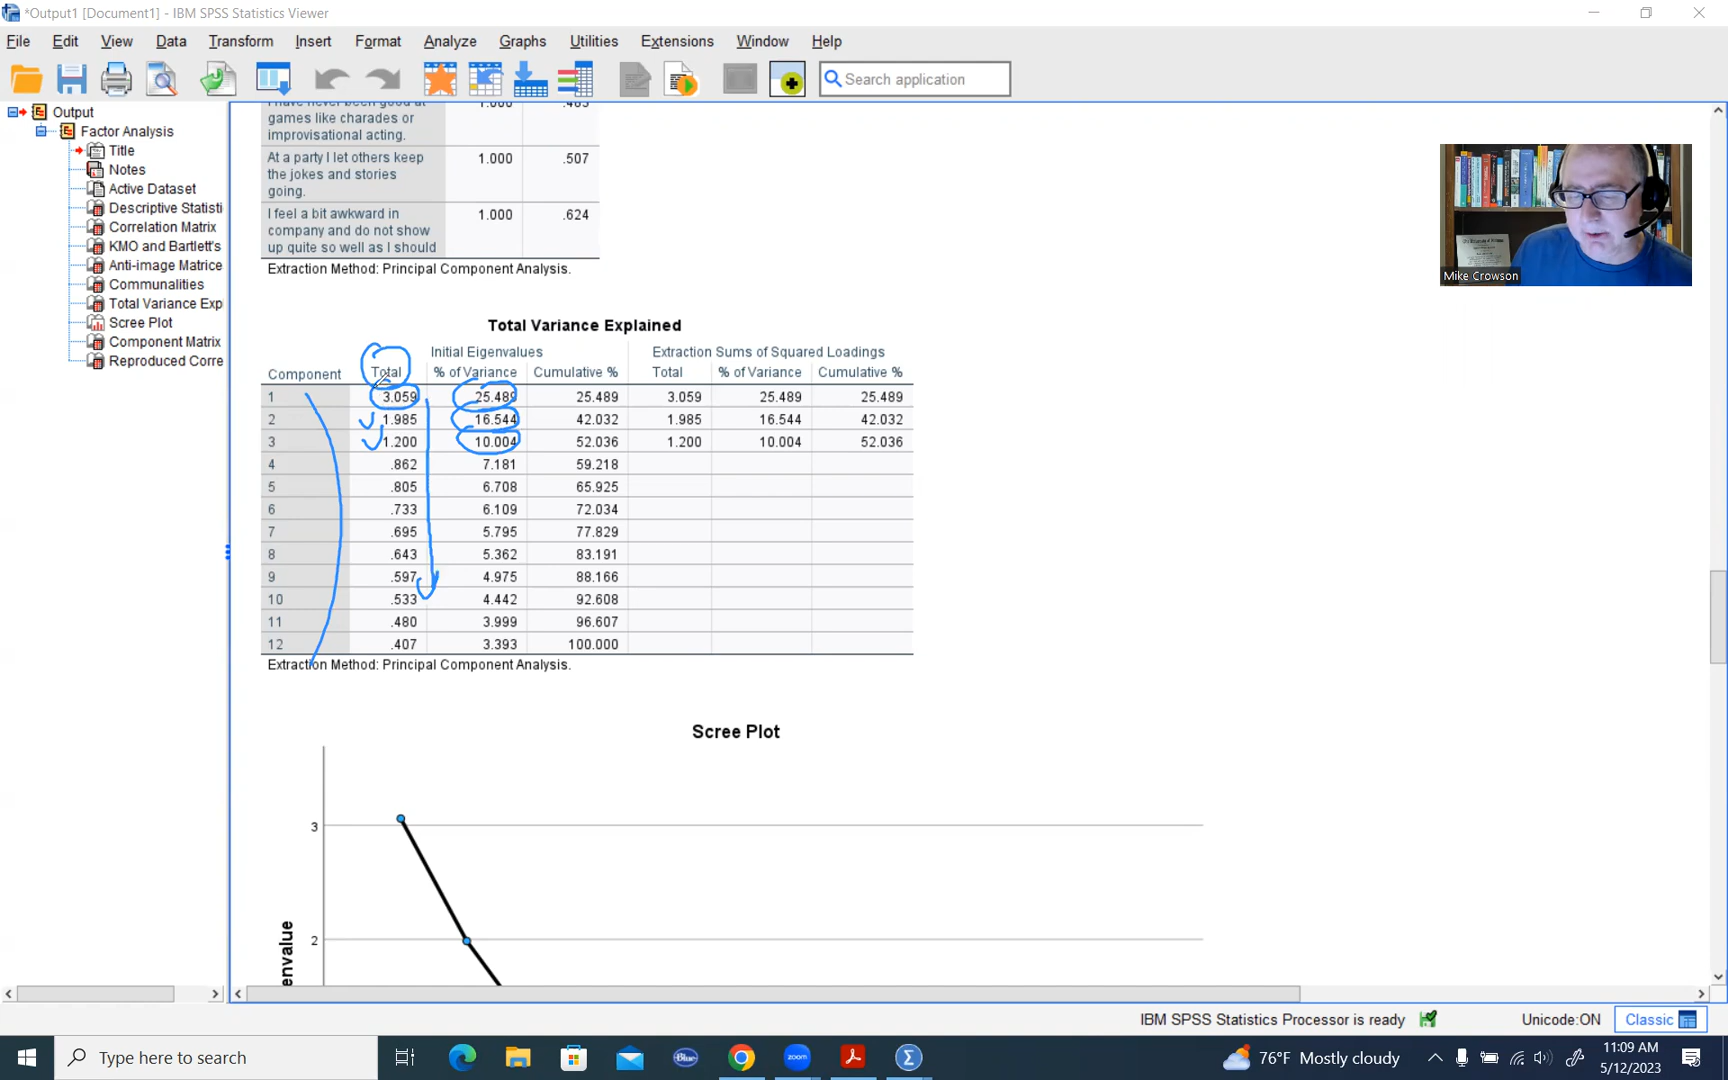 *Output1 [Document1] - IBM SPSS Statistics Viewer
File Edit View Data Transform Insert Format Analyze Graphs Utilities Extensions Window Help
Search application
Output
Factor Analysis
Title
Notes
Active Dataset
Descriptive Statisti
Correlation Matrix
KMO and Bartlett's
Anti-image Matrice
Communalities
Total Variance Exp
Scree Plot
Component Matrix
Reproduced Corre
I have never been good at 1.000 .463
games like charades or
improvisational acting.
At a party I let others keep 1.000 .507
the jokes and stories
going.
I feel a bit awkward in 1.000 .624
company and do not show
up quite so well as I should
Extraction Method: Principal Component Analysis.
Mike Crowson
Total Variance Explained
Initial Eigenvalues Extraction Sums of Squared Loadings
Component Total % of Variance Cumulative % Total % of Variance Cumulative %
1 3.059 25.489 25.489 3.059 25.489 25.489
2 1.985 16.544 42.032 1.985 16.544 42.032
3 1.200 10.004 52.036 1.200 10.004 52.036
4 .862 7.181 59.218
5 .805 6.708 65.925
6 .733 6.109 72.034
7 .695 5.795 77.829
8 .643 5.362 83.191
9 .597 4.975 88.166
10 .533 4.442 92.608
11 .480 3.999 96.607
12 .407 3.393 100.000
Extraction Method: Principal Component Analysis.
Scree Plot
3
2
envalue
IBM SPSS Statistics Processor is ready Unicode:ON Classic
Type here to search
Blue
zoom
76°F Mostly cloudy
11:09 AM
5/12/2023